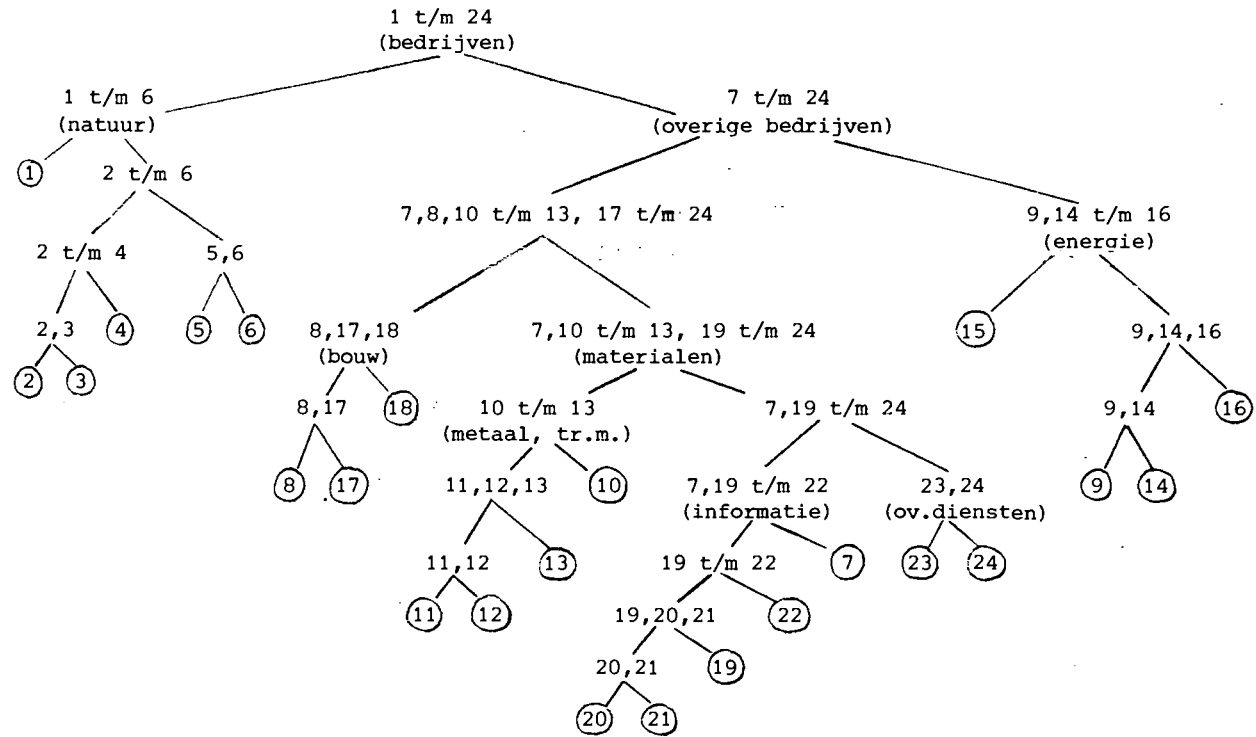 1 t/m 24
(bedrijven)
1 t/m 6
(natuur)
7 t/m 24
(overige bedrijven)
1
2 t/m 6
7,8,10 t/m 13, 17 t/m 24
9,14 t/m 16
(energie)
2 t/m 4
5,6
2,3
4
5
6
8,17,18
(bouw)
7,10 t/m 13, 19 t/m 24
(materialen)
15
9,14,16
2
3
8,17
18
10 t/m 13
(metaal, tr.m.)
7,19 t/m 24
9,14
16
8
17
11,12,13
10
7,19 t/m 22
(informatie)
23,24
(ov.diensten)
9
14
11,12
13
19 t/m 22
7
23
24
11
12
19,20,21
22
20,21
19
20
21